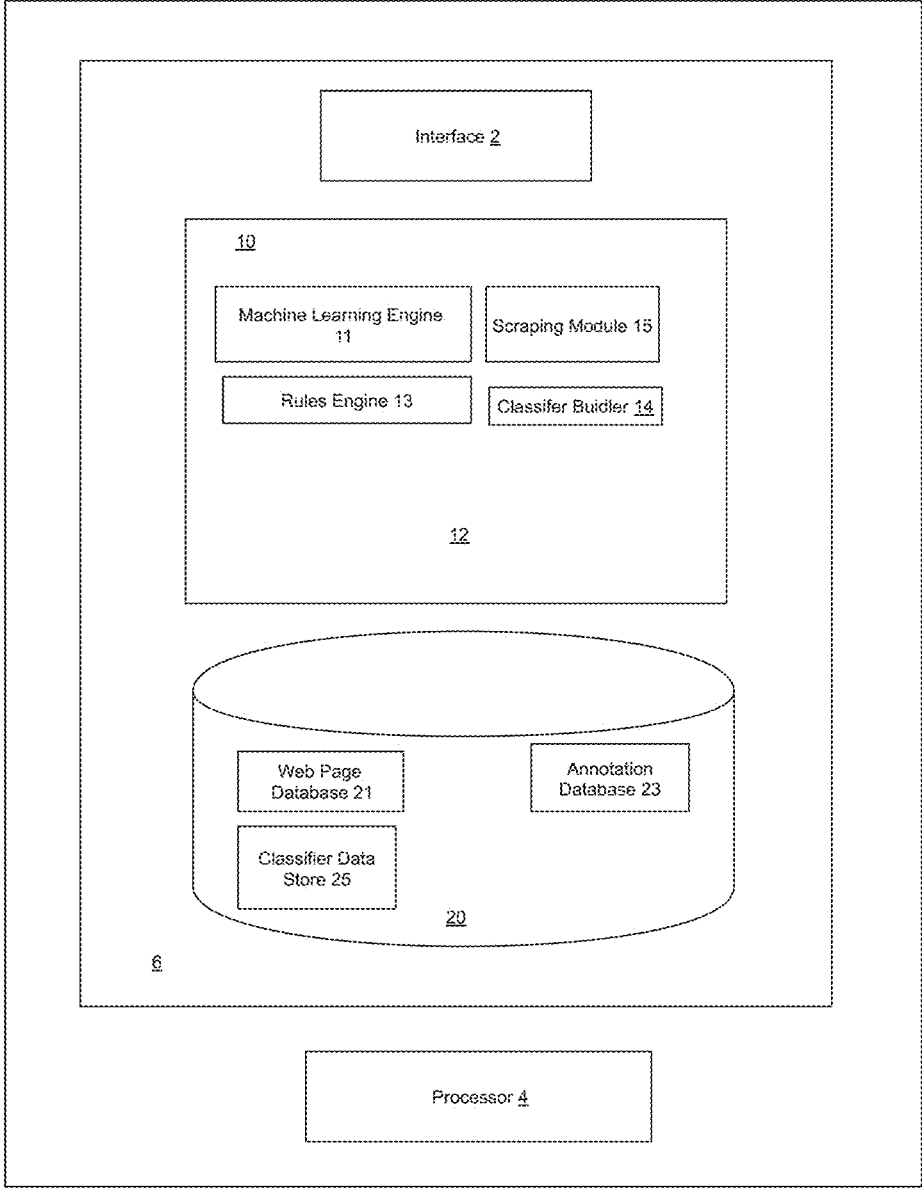 Interface 2
10
Machine Learning Engine
11
Scraping Module 15
Rules Engine 13
Classifer Buidler 14
12
Web Page
Database 21
Annotation
Database 23
Classifier Data
Store 25
20
6
Processor 4